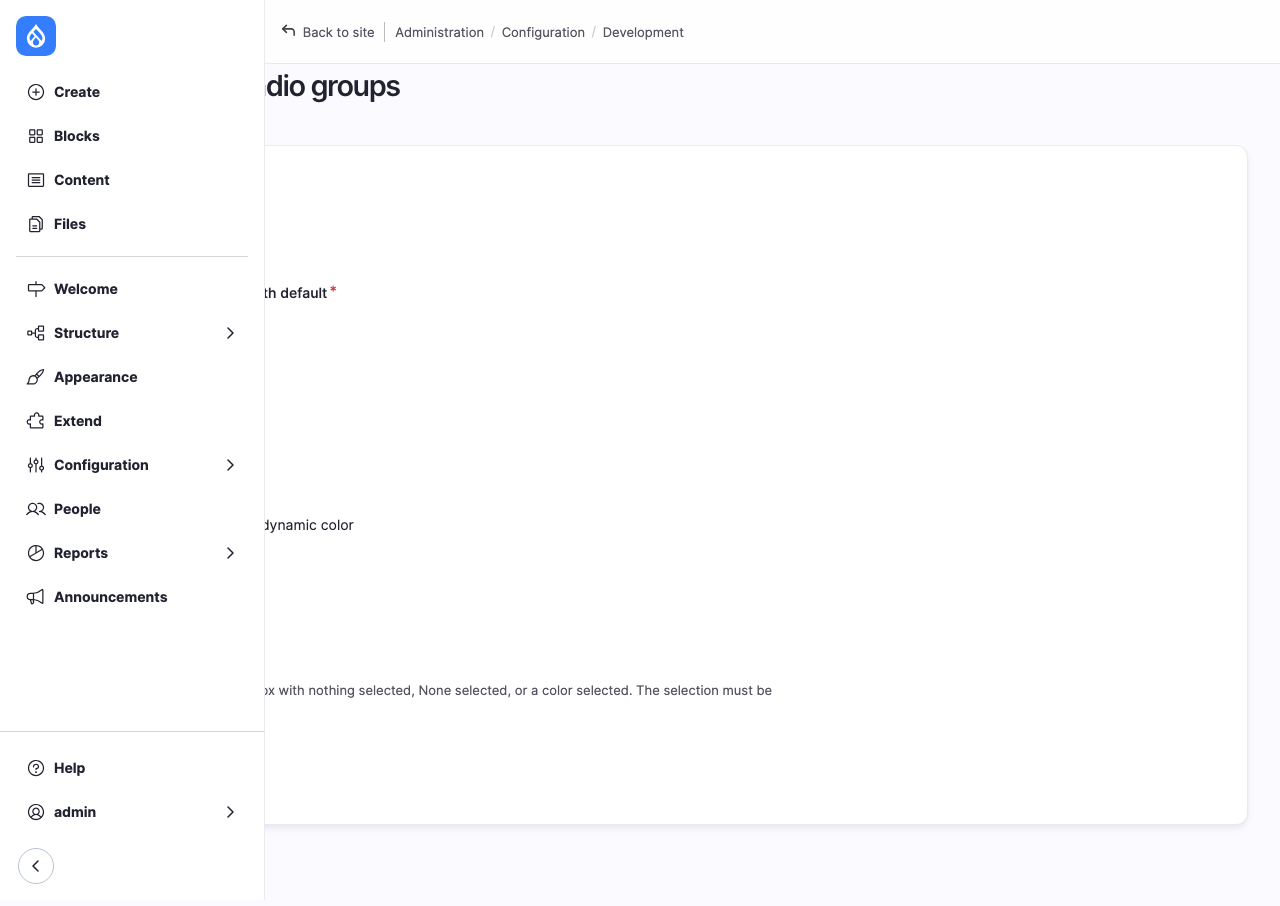 Back to site
Administration / Configuration / Development
Create
Blocks
Content
Files
Welcome
Structure
Appearance
Extend
Configuration
People
Reports
Announcements
Help
admin
dio groups
th default *
dynamic color
with nothing selected, None selected, or a color selected. The selection must be